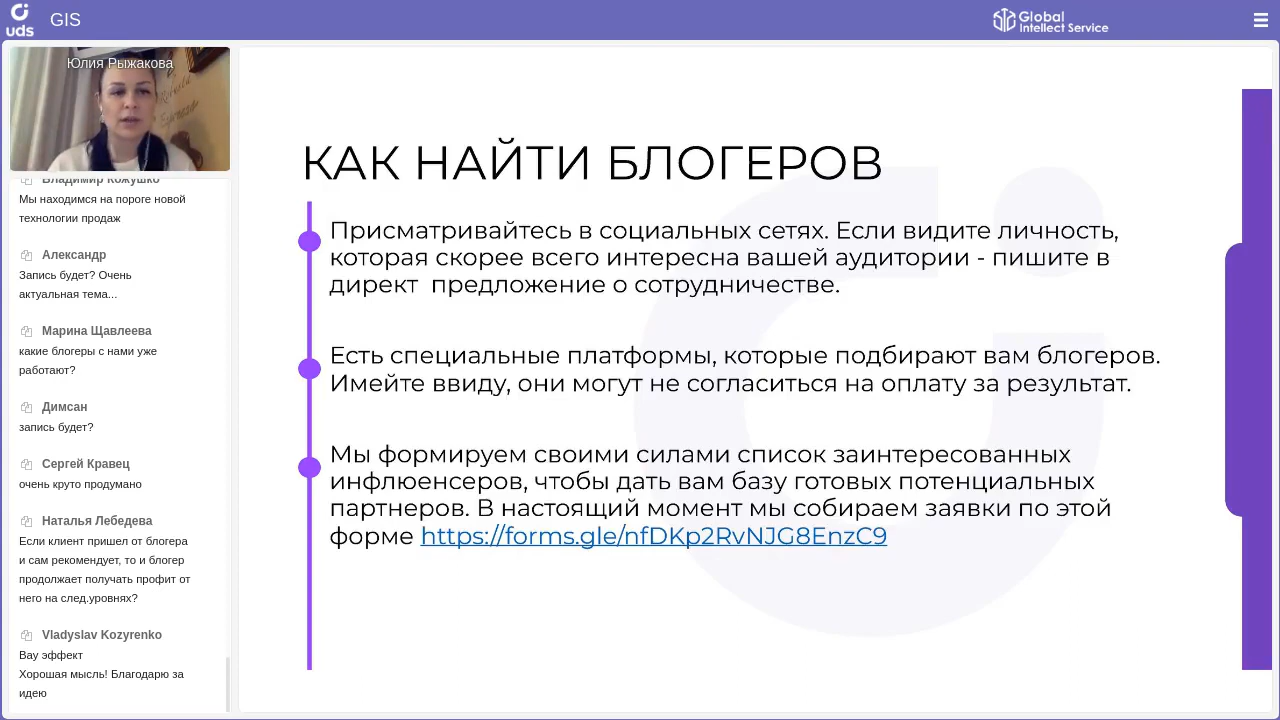 uds
GIS
Global
Intellect Service
Юлия Рыжакова
Владимир Кожушко
Мы находимся на пороге новой
технологии продаж
Александр
Запись будет? Очень
актуальная тема...
Марина Щавлеева
какие блогеры с нами уже
работают?
Димсан
запись будет?
Сергей Кравец
очень круто продумано
Наталья Лебедева
Если клиент пришел от блогера
и сам рекомендует, то и блогер
продолжает получать профит от
него на след.уровнях?
Vladyslav Kozyrenko
Вау эффект
Хорошая мысль! Благодарю за
идею
КАК НАЙТИ БЛОГЕРОВ
Присматривайтесь в социальных сетях. Если видите личность,
которая скорее всего интересна вашей аудитории - пишите в
директ  предложение о сотрудничестве.
Есть специальные платформы, которые подбирают вам блогеров.
Имейте ввиду, они могут не согласиться на оплату за результат.
Мы формируем своими силами список заинтересованных
инфлюенсеров, чтобы дать вам базу готовых потенциальных
партнеров. В настоящий момент мы собираем заявки по этой
форме https://forms.gle/nfDKp2RvNJG8EnzC9